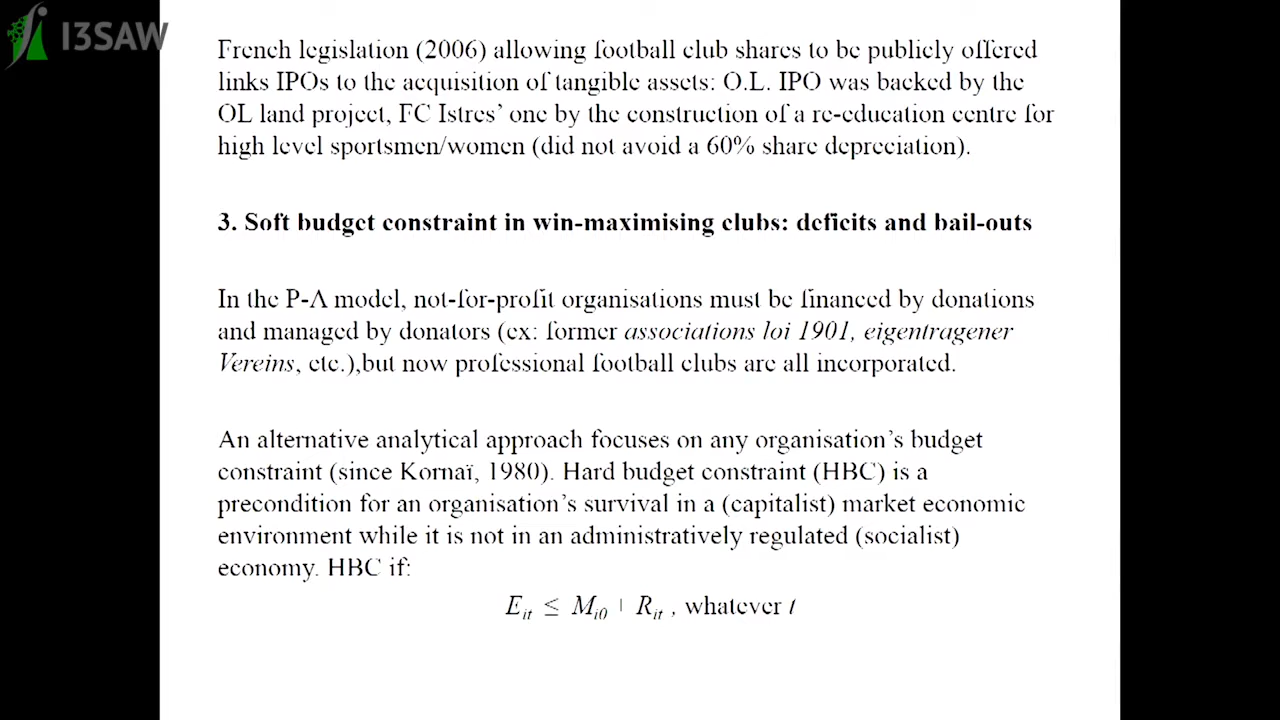 I3SAW
French legislation (2006) allowing football club shares to be publicly offered
links IPOs to the acquisition of tangible assets: O.L. IPO was backed by the
OL land project, FC Istres’ one by the construction of a re-education centre for
high level sportsmen/women (did not avoid a 60% share depreciation).
3. Soft budget constraint in win-maximising clubs: deficits and bail-outs
In the P-A model, not-for-profit organisations must be financed by donations
and managed by donators (ex: former associations loi 1901, eigentragener
Vereins, etc.),but now professional football clubs are all incorporated.
An alternative analytical approach focuses on any organisation’s budget
constraint (since Kornaï, 1980). Hard budget constraint (HBC) is a
precondition for an organisation’s survival in a (capitalist) market economic
environment while it is not in an administratively regulated (socialist)
economy. HBC if:
E_it ≤ M_i0 + R_it , whatever t